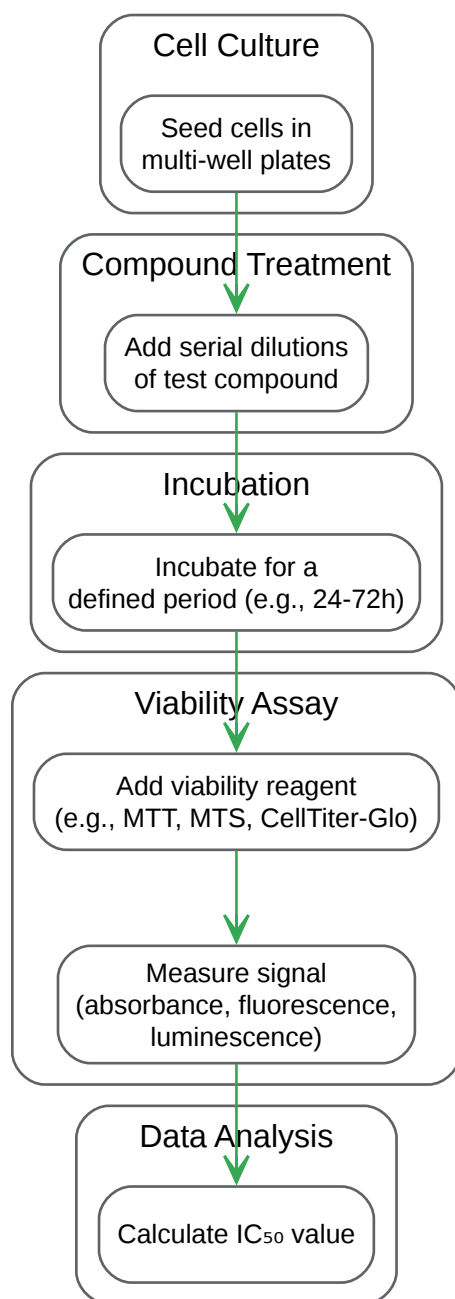 Cell Culture
Seed cells in
multi-well plates
Compound Treatment
Add serial dilutions
of test compound
Incubation
Incubate for a
defined period (e.g., 24-72h)
Viability Assay
Add viability reagent
(e.g., MTT, MTS, CellTiter-Glo)
Measure signal
(absorbance, fluorescence,
luminescence)
Data Analysis
Calculate IC₅₀ value